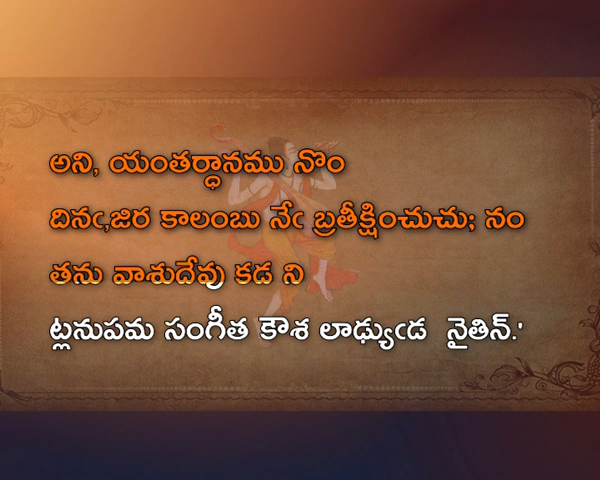 అని, యంతర్ధానము నొం
దినఁ,జిర కాలంబు నేఁ బ్రతీక్షించుచు; నం
తను వాశుదేవు కడ ని
ట్లనుపమ సంగీత కౌశ లాఢ్యుఁడ నైతిన్.'